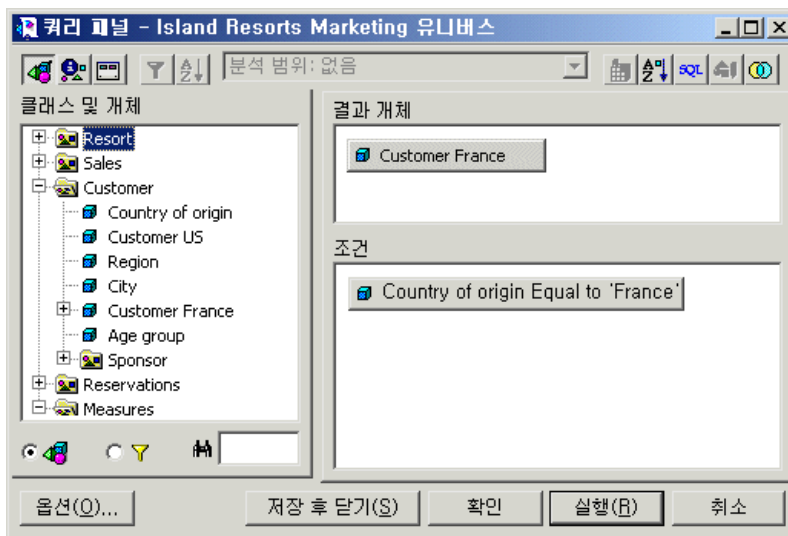 쿼리 패널 - Island Resorts Marketing 유니버스
분석 범위: 없음
클래스 및 개체
Resort
Sales
Customer
Country of origin
Customer US
Region
City
Customer France
Age group
Sponsor
Reservations
Measures
결과 개체
Customer France
조건
Country of origin Equal to 'France'
옵션(O)...
저장 후 닫기(S)
확인
실행(R)
취소